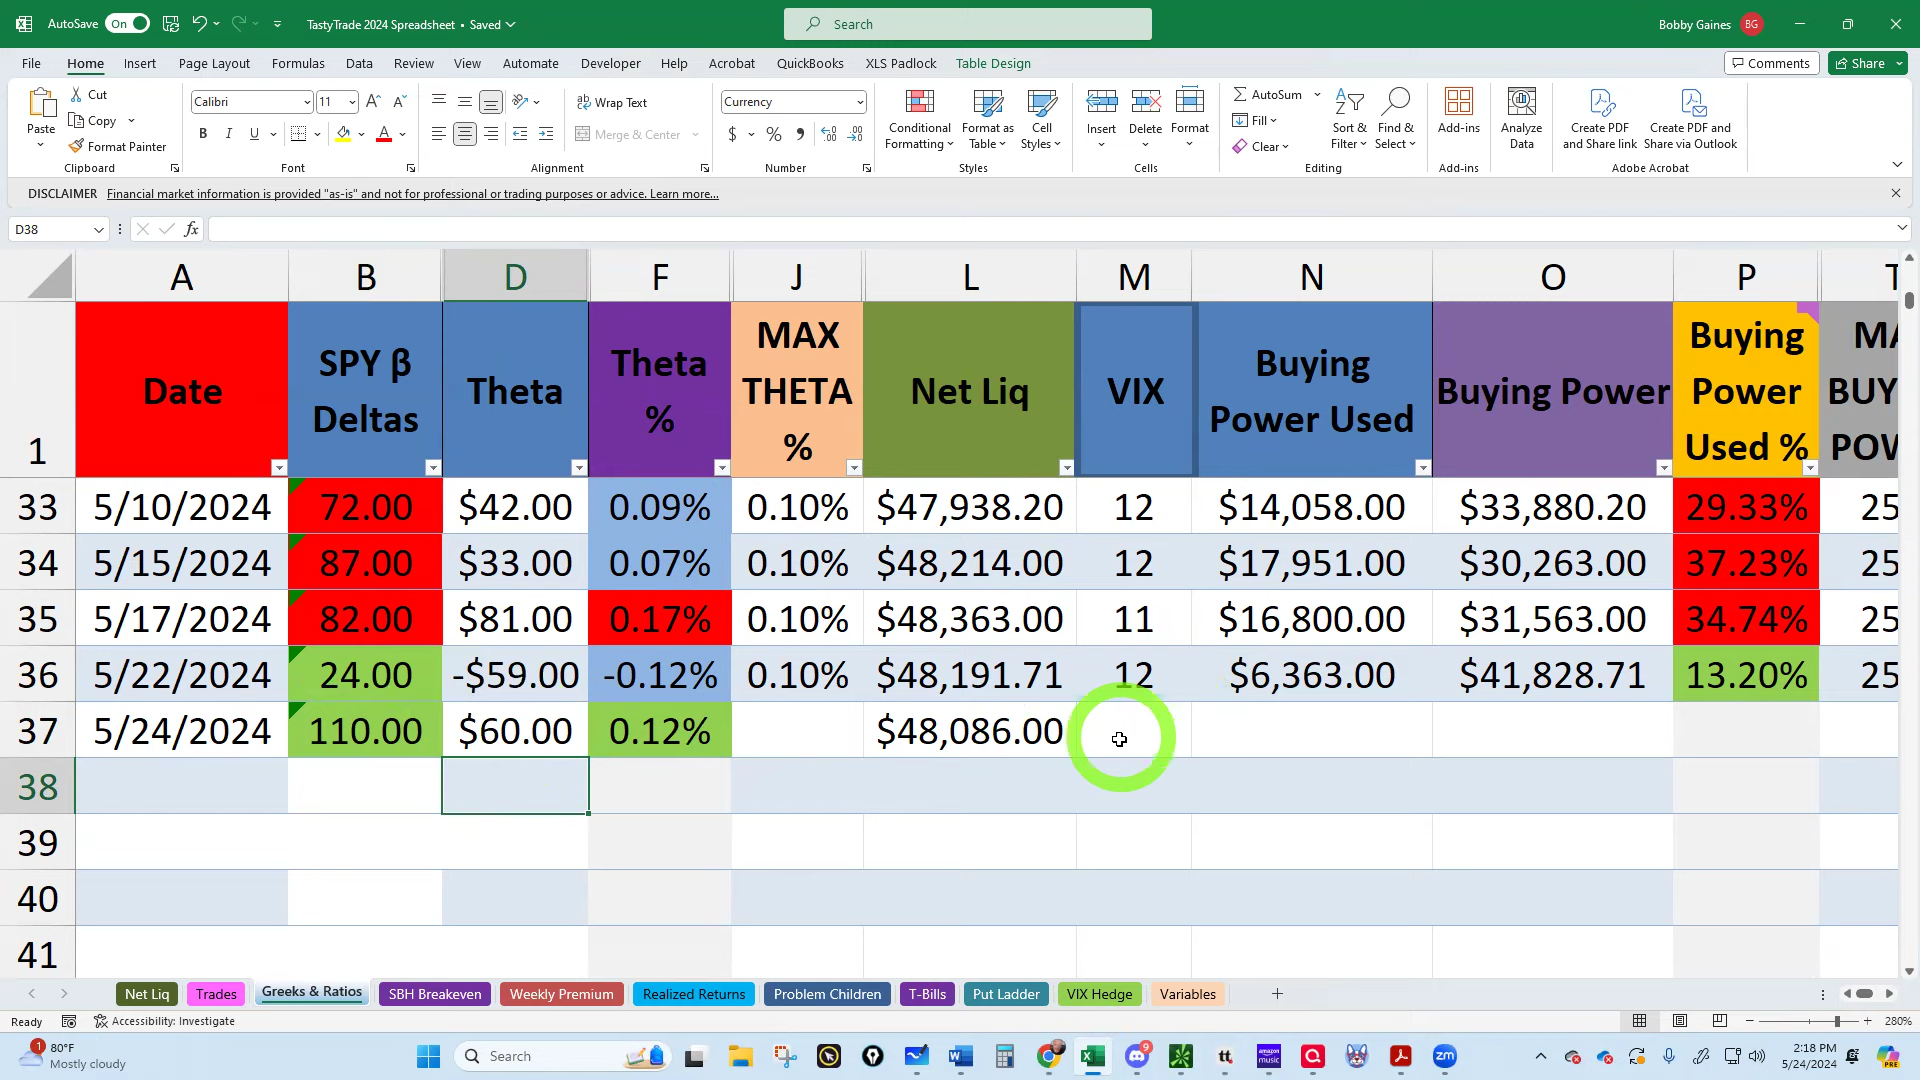 AutoSave On TastyTrade 2024 Spreadsheet • Saved Search Bobby Gaines BG
File Home Insert Page Layout Formulas Data Review View Automate Developer Help Acrobat QuickBooks XLS Padlock Table Design Comments Share
Paste Cut Copy Format Painter Clipboard
Calibri 11 B I U Font
Wrap Text Merge & Center Alignment
Currency $ % Number
Conditional Formatting Format as Table Cell Styles Styles
Insert Delete Format Cells
AutoSum Fill Clear Sort & Filter Find & Select Editing
Add-ins Add-ins
Analyze Data
Create PDF and Share link Create PDF and Share via Outlook Adobe Acrobat
DISCLAIMER Financial market information is provided "as-is" and not for professional or trading purposes or advice. Learn more...
D38 fx
A B D F J L M N O P T
1 Date SPY β Deltas Theta Theta % MAX THETA % Net Liq VIX Buying Power Used Buying Power Buying Power Used % MA BUY POW
33 5/10/2024 72.00 $42.00 0.09% 0.10% $47,938.20 12 $14,058.00 $33,880.20 29.33% 25
34 5/15/2024 87.00 $33.00 0.07% 0.10% $48,214.00 12 $17,951.00 $30,263.00 37.23% 25
35 5/17/2024 82.00 $81.00 0.17% 0.10% $48,363.00 11 $16,800.00 $31,563.00 34.74% 25
36 5/22/2024 24.00 -$59.00 -0.12% 0.10% $48,191.71 12 $6,363.00 $41,828.71 13.20% 25
37 5/24/2024 110.00 $60.00 0.12% $48,086.00
38
39
40
41
Net Liq Trades Greeks & Ratios SBH Breakeven Weekly Premium Realized Returns Problem Children T-Bills Put Ladder VIX Hedge Variables
Ready Accessibility: Investigate 280%
1 80°F Search 9 tt amazon music zm 2:18 PM
Mostly cloudy 5/24/2024 PRE